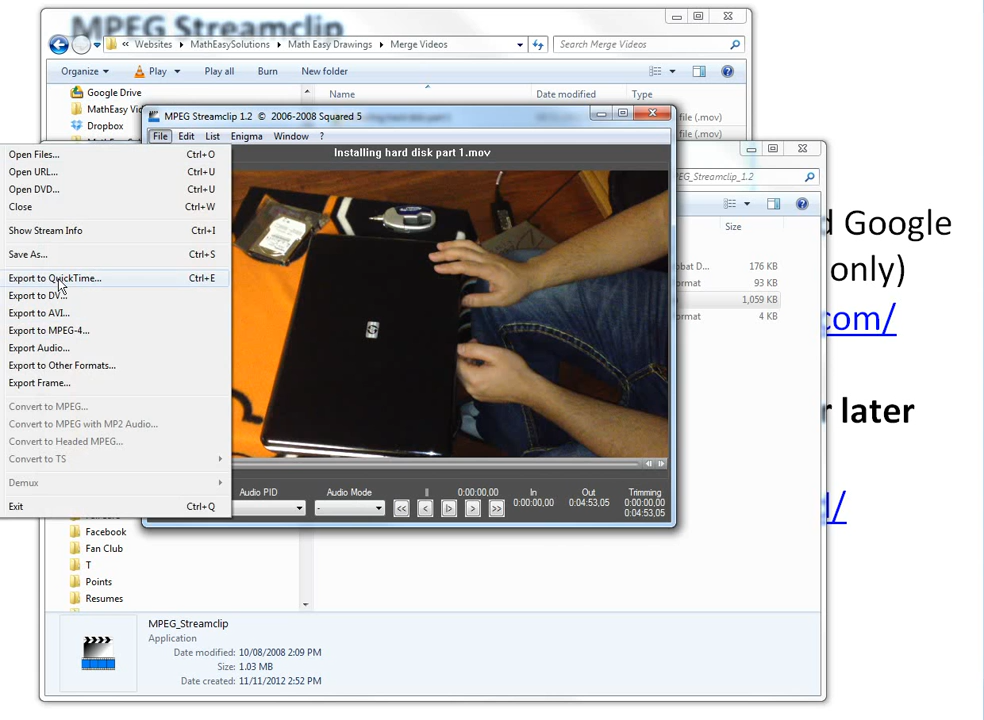 MPEG Streamclip
« Websites MathEasySolutions Math Easy Drawings Merge Videos
Search Merge Videos
Organize Play Play all Burn New folder
Google Drive
Name Date modified Type
MathEasy
Dropbox
file (.mov)
file (.mov)
MPEG Streamclip 1.2 © 2006-2008 Squared 5
File Edit List Enigma Window ?
Installing hard disk part 1.mov
Open Files... Ctrl+O
Open URL... Ctrl+U
Open DVD... Ctrl+U
Close Ctrl+W
Show Stream Info Ctrl+I
Save As... Ctrl+S
Export to QuickTime... Ctrl+E
Export to DV...
Export to AVI...
Export to MPEG-4...
Export Audio...
Export to Other Formats...
Export Frame...
Convert to MPEG...
Convert to MPEG with MP2 Audio...
Convert to Headed MPEG...
Convert to TS
Demux
Exit Ctrl+Q
hp
Audio PID
Audio Mode
-
<< < |> > >>
II 0:00:00,00
In
0:00:00,00
Out
0:04:53,05
Trimming
0:00:00,00
0:04:53,05
PEG_Streamclip_1.2
Size
obat D... 176 KB
ormat 93 KB
1,059 KB
ormat 4 KB
Google
only)
com/
later
d/
Facebook
Fan Club
T
Points
Resumes
MPEG_Streamclip
Application
Date modified: 10/08/2008 2:09 PM
Size: 1.03 MB
Date created: 11/11/2012 2:52 PM